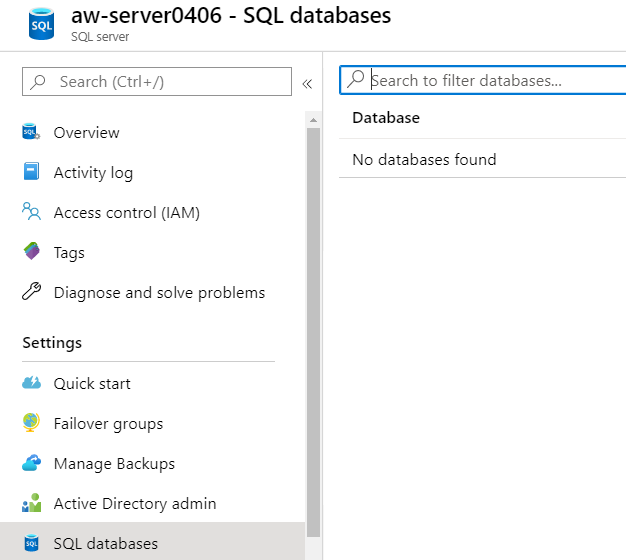 SQL
aw-server0406 - SQL databases
SQL server
Search (Ctrl+/)
«
Search to filter databases...
Database
No databases found
SQL
Overview
Activity log
Access control (IAM)
Tags
Diagnose and solve problems
Settings
Quick start
Failover groups
Manage Backups
Active Directory admin
SQL
SQL databases